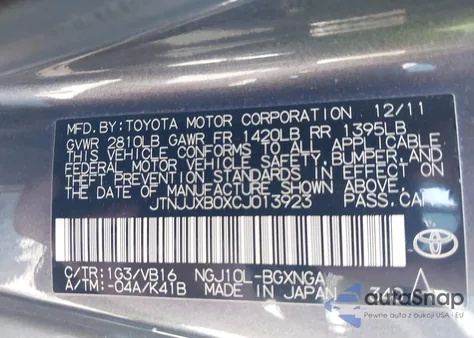 MFD. BY: TOYOTA MOTOR CORPORATION 12/11
GVWR 2810LB GAWR FR 1420LB RR 1395LB
THIS VEHICLE CONFORMS TO ALL APPLICABLE
FEDERAL MOTOR VEHICLE SAFETY AND
THEFT PREVENTION STANDARDS IN EFFECT ON
THE DATE OF MANUFACTURE SHOWN ABOVE.
JTNJJXB0XCJ013923 PASS.CAR
C/TR:1G3/VB16 NGJ10L-BGXNGA
A/TM:-04A/K41B MADE IN JAPAN
TOYOTA
autoSnap
Pewne auta z USA i EU